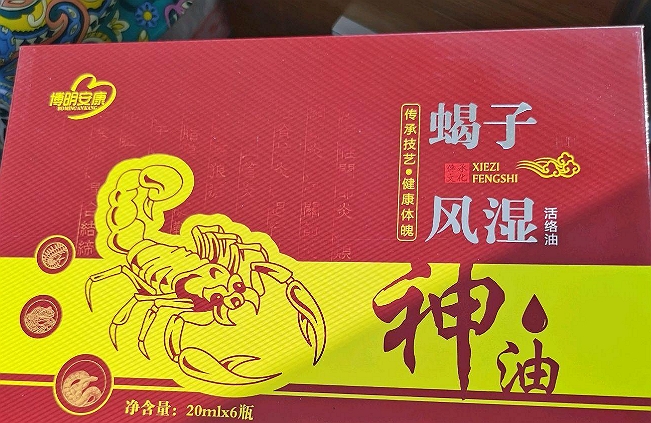 博明安康
BOMINGANKANG
传承技艺·健康体魄
蝎子
XIEZI
FENGSHI
风湿
活络油
神油
净含量：20mlx6瓶